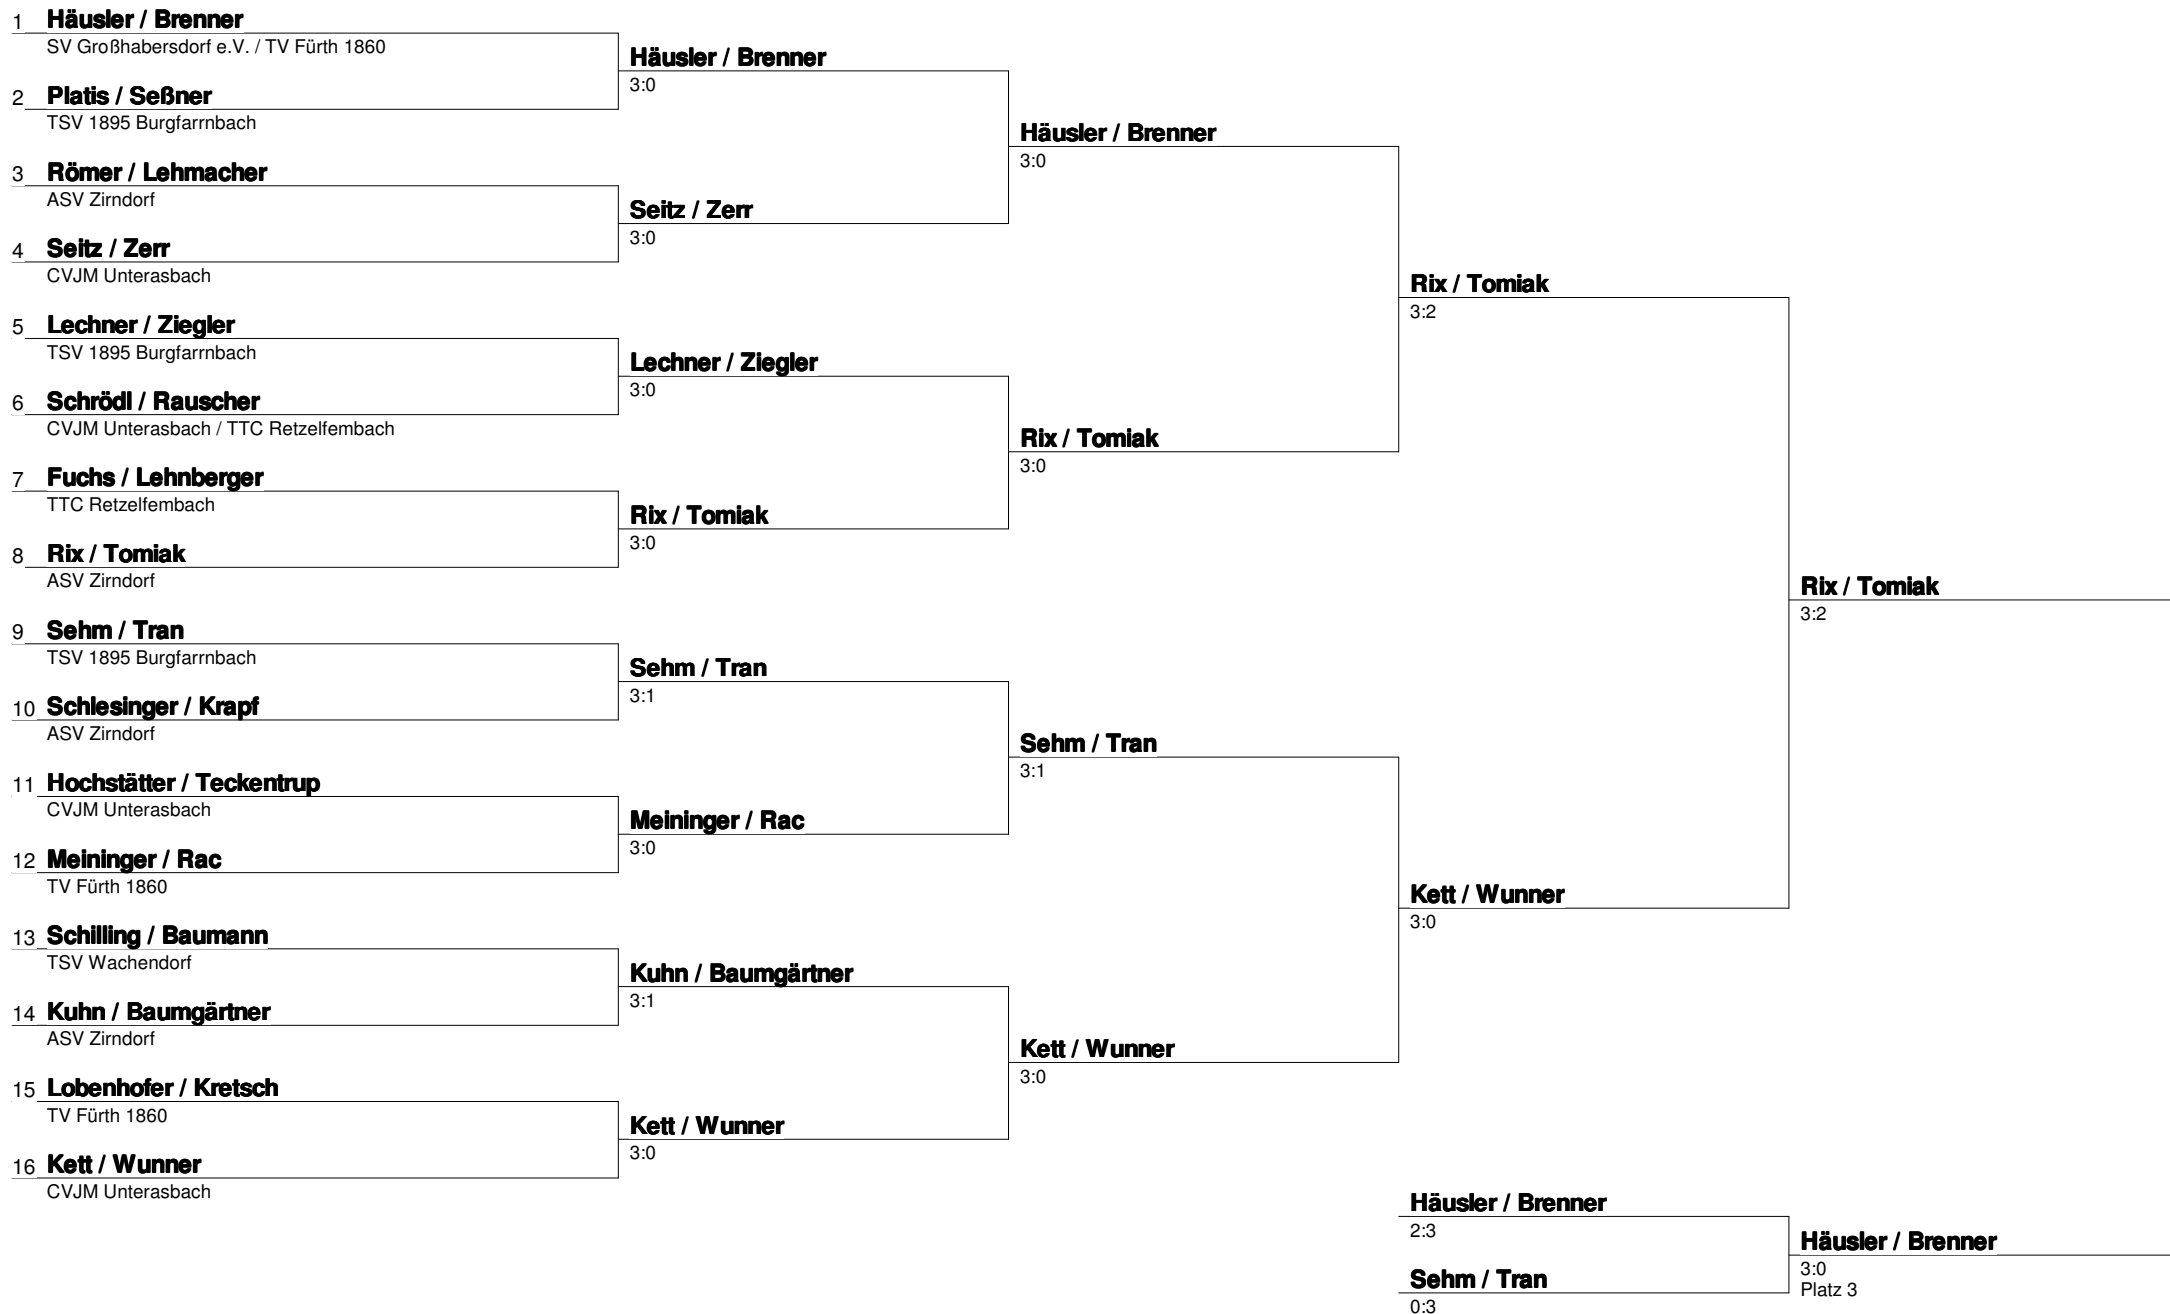 1 Häusler / Brenner
SV Großhabersdorf e.V. / TV Fürth 1860
2 Platis / Seßner
TSV 1895 Burgfarrnbach
3 Römer / Lehmacher
ASV Zirndorf
4 Seitz / Zerr
CVJM Unterasbach
5 Lechner / Ziegler
TSV 1895 Burgfarrnbach
6 Schrödl / Rauscher
CVJM Unterasbach / TTC Retzelfembach
7 Fuchs / Lehnberger
TTC Retzelfembach
8 Rix / Tomiak
ASV Zirndorf
9 Sehm / Tran
TSV 1895 Burgfarrnbach
10 Schlesinger / Krapf
ASV Zirndorf
11 Hochstätter / Teckentrup
CVJM Unterasbach
12 Meininger / Rac
TV Fürth 1860
13 Schilling / Baumann
TSV Wachendorf
14 Kuhn / Baumgärtner
ASV Zirndorf
15 Lobenhofer / Kretsch
TV Fürth 1860
16 Kett / Wunner
CVJM Unterasbach
Häusler / Brenner
3:0
Seitz / Zerr
3:0
Lechner / Ziegler
3:0
Rix / Tomiak
3:0
Sehm / Tran
3:1
Meininger / Rac
3:0
Kuhn / Baumgärtner
3:1
Kett / Wunner
3:0
Häusler / Brenner
3:0
Rix / Tomiak
3:0
Sehm / Tran
3:1
Kett / Wunner
3:0
Rix / Tomiak
3:2
Kett / Wunner
3:0
Rix / Tomiak
3:2
Häusler / Brenner
2:3
Sehm / Tran
0:3
Häusler / Brenner
3:0
Platz 3